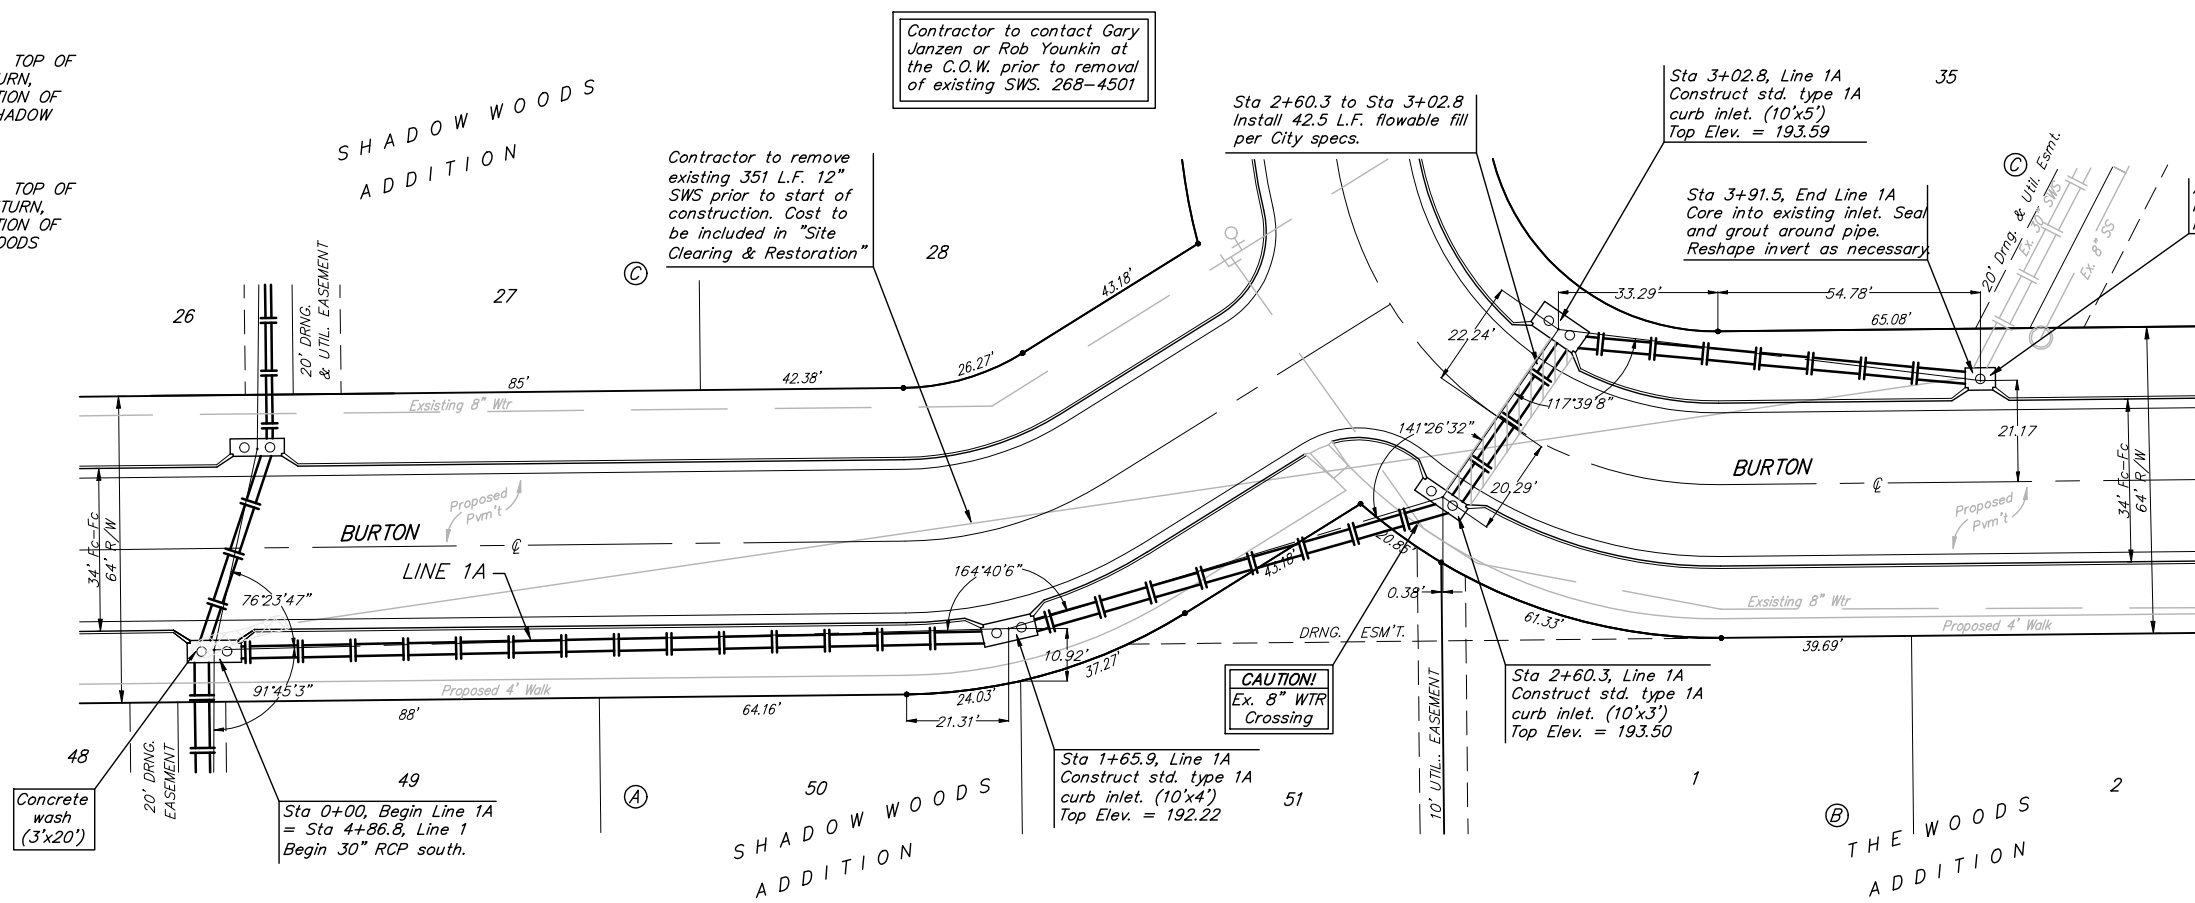 TOP OF
URN,
TION OF
HADOW
TOP OF
TURN,
TION OF
OODS
SHADOW WOODS
ADDITION
Contractor to contact Gary
Janzen or Rob Younkin at
the C.O.W. prior to removal
of existing SWS. 268-4501
Contractor to remove
existing 351 L.F. 12"
SWS prior to start of
construction. Cost to
be included in "Site
Clearing & Restoration"
Sta 2+60.3 to Sta 3+02.8
Install 42.5 L.F. flowable fill
per City specs.
Sta 3+02.8, Line 1A
Construct std. type 1A
curb inlet. (10'x5')
Top Elev. = 193.59
35
Sta 3+91.5, End Line 1A
Core into existing inlet. Seal
and grout around pipe.
Reshape invert as necessary.
C
20' Drng. & Util. Esmt.
Ex. 30" SWS
Ex. 8" SS
26
27
C
28
20' DRNG.
& UTIL. EASEMENT
85'
42.38'
26.27'
43.18'
Exsisting 8" Wtr
33.29'
54.78'
65.08'
22.24'
117°39'8"
141°26'32"
20.29'
21.17
34' Fc-Fc
64' R/W
BURTON
℄
Proposed
Pvm't
BURTON
℄
Proposed
Pvm't
34' Fc-Fc
64' R/W
LINE 1A
76°23'47"
91°45'3"
164°40'6"
20.85'
43.18'
0.38'
10.92'
37.27'
24.03'
21.31'
64.16'
88'
Proposed 4' Walk
DRNG. ESM'T.
61.33'
Exsisting 8" Wtr
Proposed 4' Walk
39.69'
CAUTION!
Ex. 8" WTR
Crossing
10' UTIL. EASEMENT
Sta 2+60.3, Line 1A
Construct std. type 1A
curb inlet. (10'x3')
Top Elev. = 193.50
48
20' DRNG.
EASEMENT
49
A
50
51
1
2
Concrete
wash
(3'x20')
Sta 0+00, Begin Line 1A
= Sta 4+86.8, Line 1
Begin 30" RCP south.
Sta 1+65.9, Line 1A
Construct std. type 1A
curb inlet. (10'x4')
Top Elev. = 192.22
SHADOW WOODS
ADDITION
B
THE WOODS
ADDITION